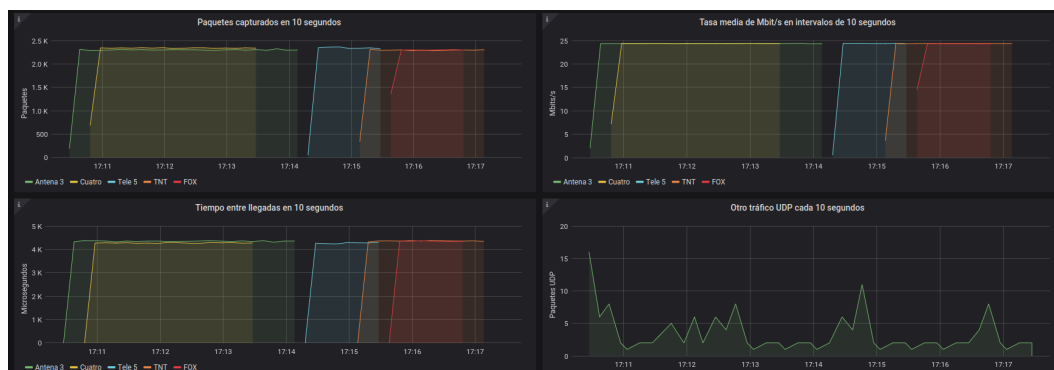 Paquetes capturados en 10 segundos
Paquetes
2.5 K
2.0 K
1.5 K
1.0 K
500
0
17:11 17:12 17:13 17:14 17:15 17:16 17:17
Antena 3 Cuatro Tele 5 TNT FOX
Tasa media de Mbit/s en intervalos de 10 segundos
Mbits/s
25
20
15
10
5
0
17:11 17:12 17:13 17:14 17:15 17:16 17:17
Antena 3 Cuatro Tele 5 TNT FOX
Tiempo entre llegadas en 10 segundos
Microsegundos
5 K
4 K
3 K
2 K
1 K
0
17:11 17:12 17:13 17:14 17:15 17:16 17:17
Antena 3 Cuatro Tele 5 TNT FOX
Otro tráfico UDP cada 10 segundos
Paquetes UDP
20
15
10
5
0
17:11 17:12 17:13 17:14 17:15 17:16 17:17